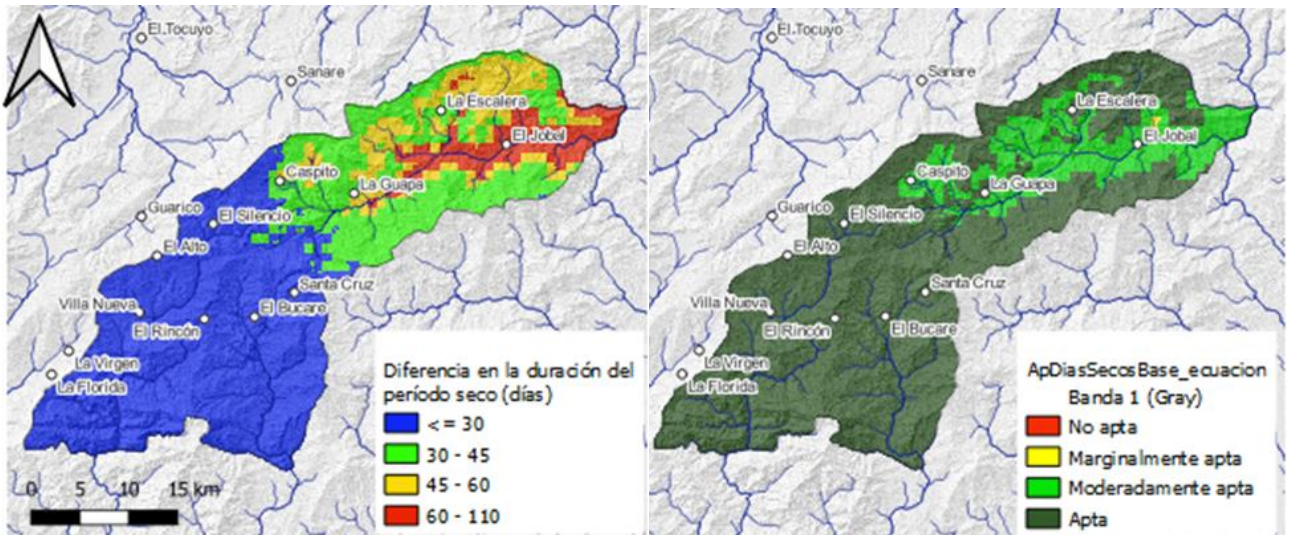 El Tocuyo
Sanare
La Escalera
El Jobal
Caspito
La Guapa
Guarico
El Silencio
El Alto
Santa Cruz
Villa Nueva
El Rincón
El Bucare
La Virgen
La Florida
0 5 10 15 km
Diferencia en la duración del
período seco (días)
< = 30
30 - 45
45 - 60
60 - 110
El Tocuyo
Sanare
La Escalera
El Jobal
Caspito
La Guapa
Guarico
El Silencio
El Alto
Santa Cruz
Villa Nueva
El Rincón
El Bucare
La Virgen
La Florida
ApDiasSecosBase_ecuacion
Banda 1 (Gray)
No apta
Marginalmente apta
Moderadamente apta
Apta